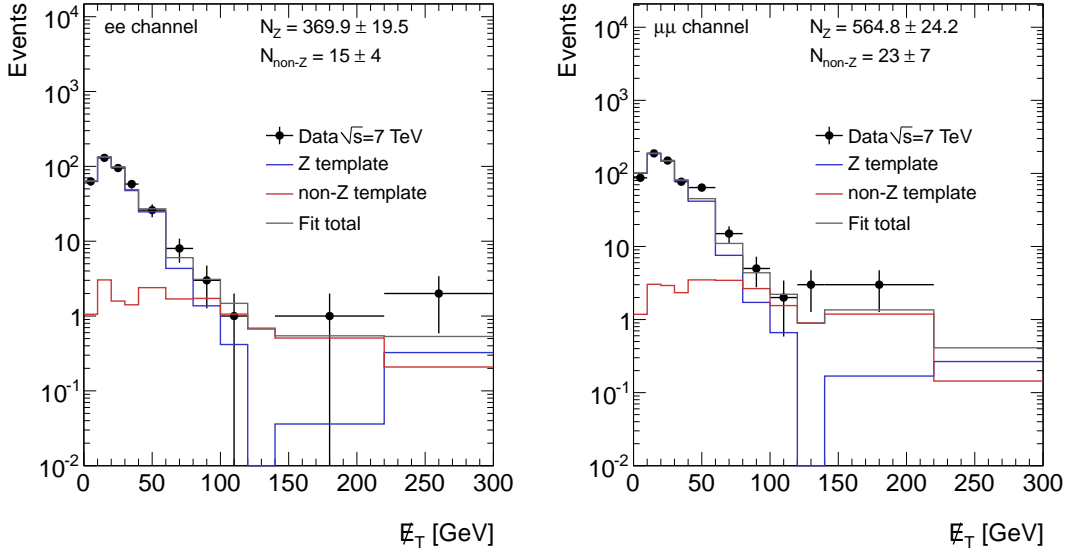 Events
ee channel
N_Z = 369.9 ± 19.5
N_non-Z = 15 ± 4
Data √s=7 TeV
Z template
non-Z template
Fit total
10^4
10^3
10^2
10
1
10^-1
10^-2
0 50 100 150 200 250 300
E̸_T [GeV]
Events
μμ channel
N_Z = 564.8 ± 24.2
N_non-Z = 23 ± 7
Data √s=7 TeV
Z template
non-Z template
Fit total
10^4
10^3
10^2
10
1
10^-1
10^-2
0 50 100 150 200 250 300
E̸_T [GeV]